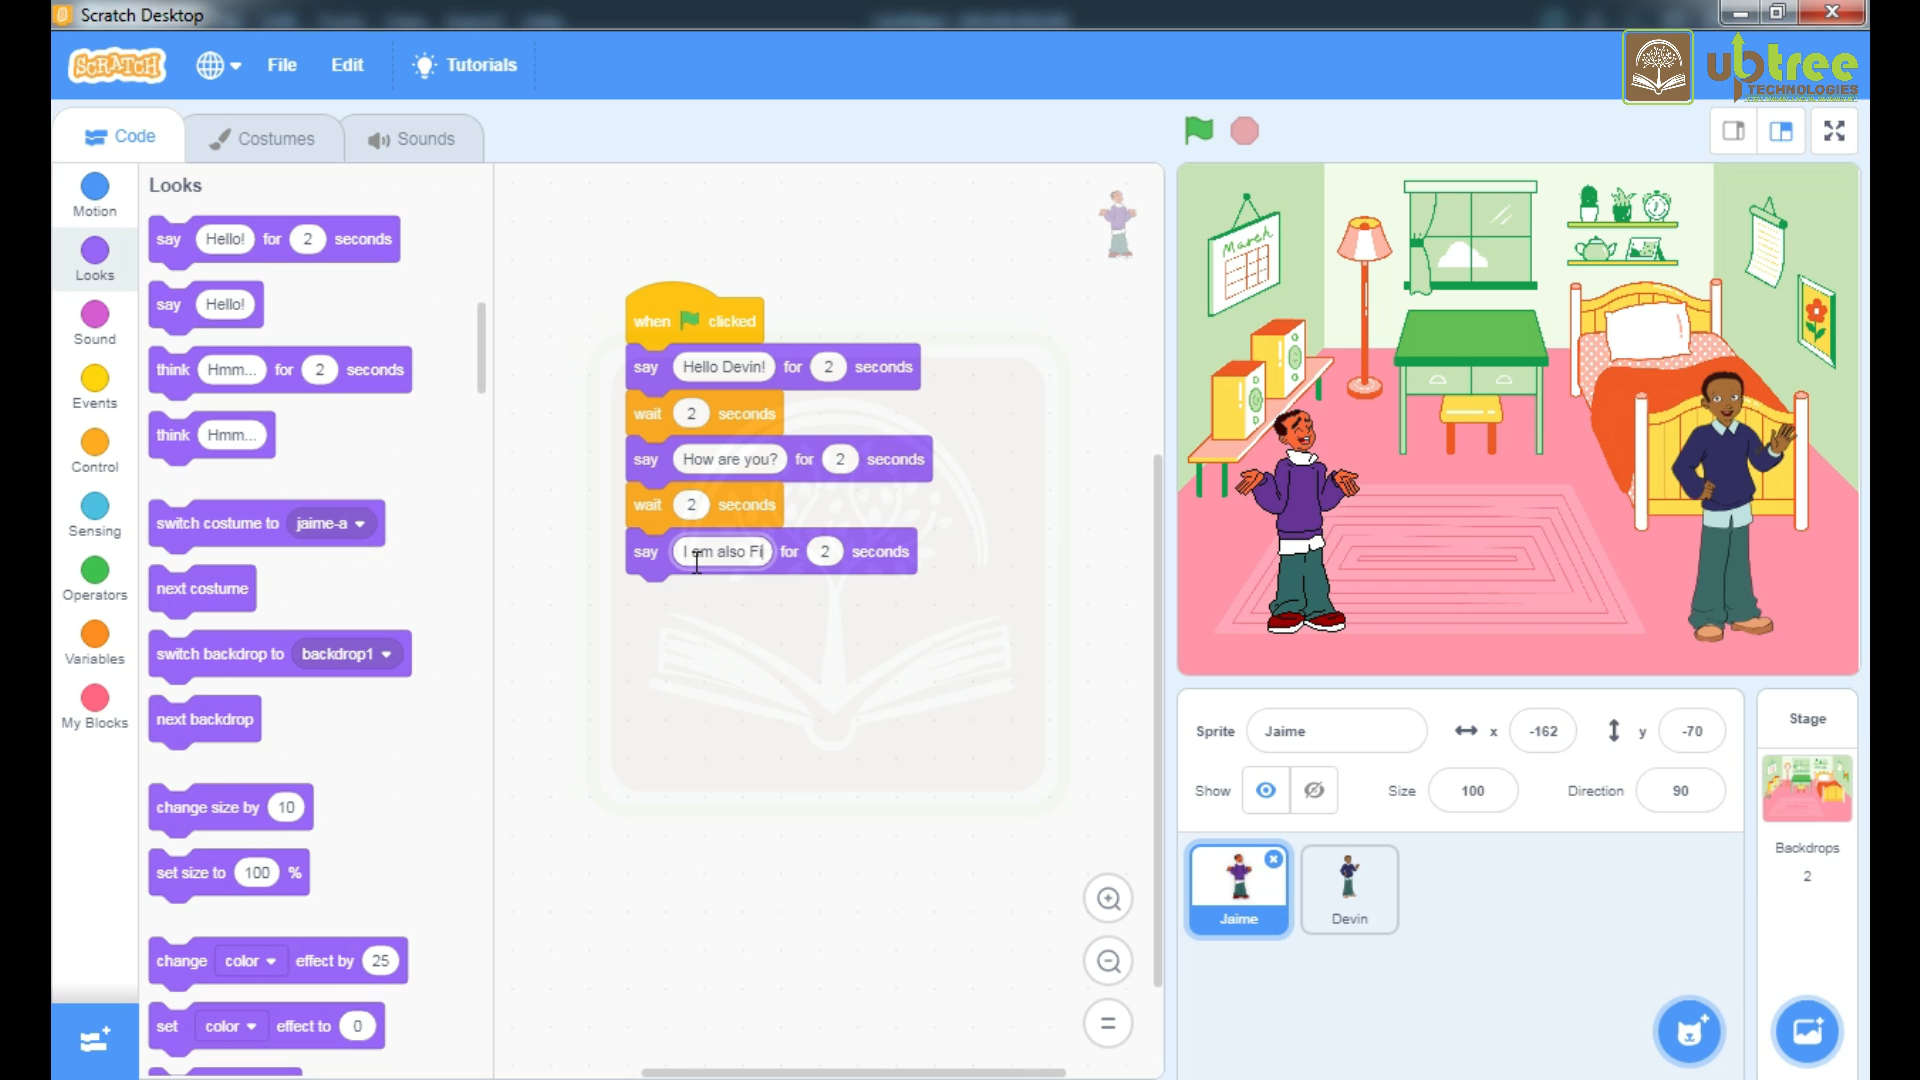 Scratch Desktop
SCRATCH
File
Edit
Tutorials
ubtree
TECHNOLOGIES
Code
Costumes
Sounds
Motion
Looks
Sound
Events
Control
Sensing
Operators
Variables
My Blocks
Looks
say Hello! for 2 seconds
say Hello!
think Hmm... for 2 seconds
think Hmm...
switch costume to jaime-a
next costume
switch backdrop to backdrop1
next backdrop
change size by 10
set size to 100 %
change color effect by 25
set color effect to 0
when clicked
say Hello Devin! for 2 seconds
wait 2 seconds
say How are you? for 2 seconds
wait 2 seconds
say I am also Fi for 2 seconds
March
Sprite Jaime x -162 y -70
Show Size 100 Direction 90
Jaime
Devin
Stage
Backdrops
2